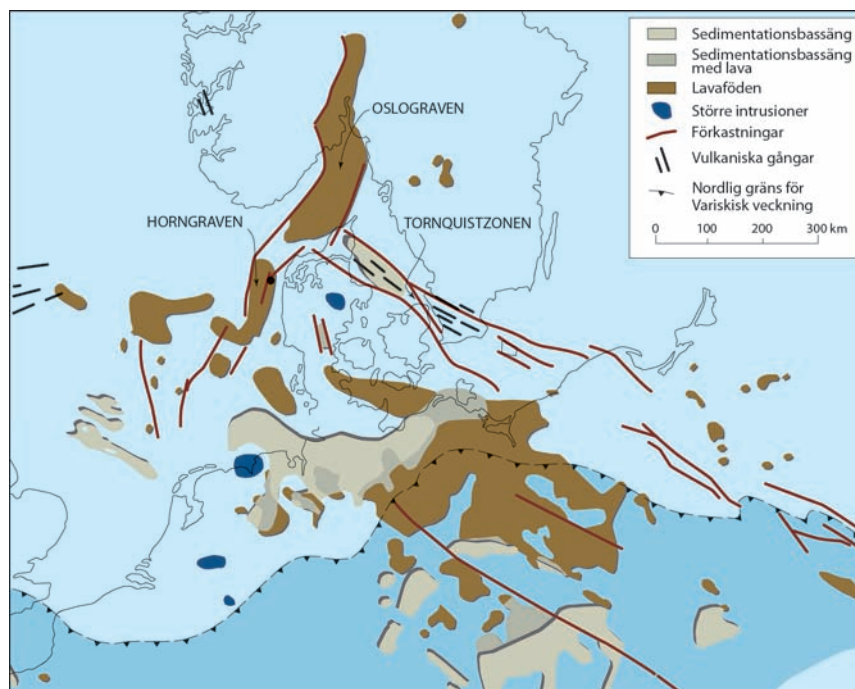 OSLOGRAVEN
HORNGRAVEN
TORNQUISTZONEN
Sedimentationsbassäng
Sedimentationsbassäng
med lava
Lavaföden
Större intrusioner
Förkastningar
Vulkaniska gångar
Nordlig gräns för
Variskisk veckning
0 100 200 300 km